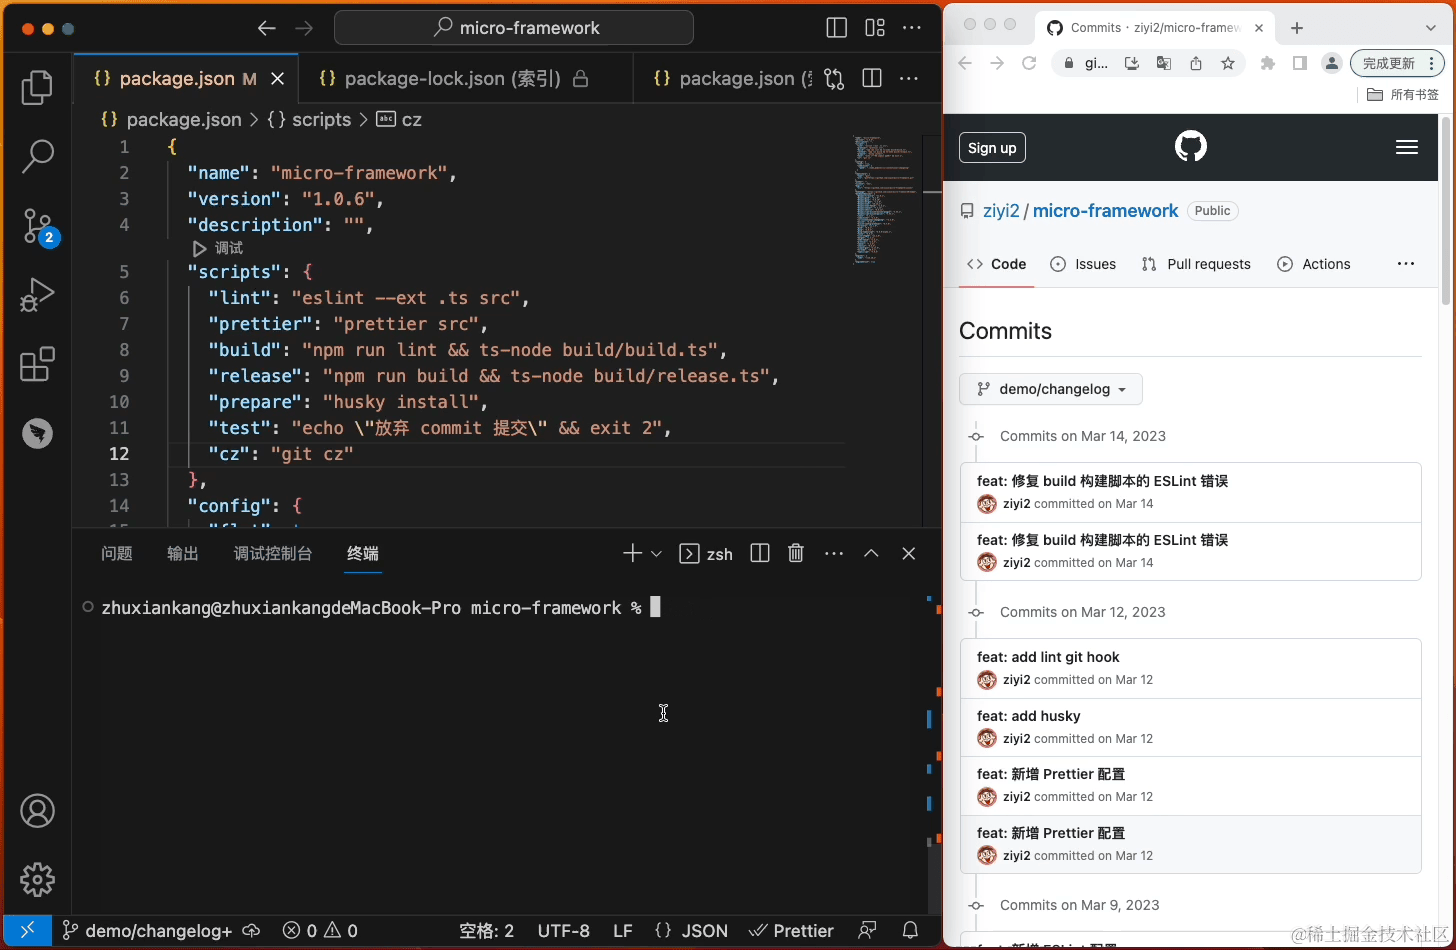 micro-framework
{} package.json M
{} package-lock.json (索引)
{} package.json (
{} package.json > {} scripts > abc cz
1 {
2 "name": "micro-framework",
3 "version": "1.0.6",
4 "description": "",
调试
5 "scripts": {
6 "lint": "eslint --ext .ts src",
7 "prettier": "prettier src",
8 "build": "npm run lint && ts-node build/build.ts",
9 "release": "npm run build && ts-node build/release.ts",
10 "prepare": "husky install",
11 "test": "echo \"放弃 commit 提交\" && exit 2",
12 "cz": "git cz"
13 },
14 "config": {
2
问题 输出 调试控制台 终端
zsh
zhuxiankang@zhuxiankangdeMacBook-Pro micro-framework %
demo/changelog+ 0 0 空格: 2 UTF-8 LF {} JSON Prettier
Commits · ziyi2/micro-framew
gi...
完成更新
所有书签
Sign up
ziyi2 / micro-framework Public
<> Code Issues Pull requests Actions
Commits
demo/changelog
Commits on Mar 14, 2023
feat: 修复 build 构建脚本的 ESLint 错误
ziyi2 committed on Mar 14
feat: 修复 build 构建脚本的 ESLint 错误
ziyi2 committed on Mar 14
Commits on Mar 12, 2023
feat: add lint git hook
ziyi2 committed on Mar 12
feat: add husky
ziyi2 committed on Mar 12
feat: 新增 Prettier 配置
ziyi2 committed on Mar 12
feat: 新增 Prettier 配置
ziyi2 committed on Mar 12
Commits on Mar 9, 2023
feat: 新增 ESLint 配置
@稀土掘金技术社区